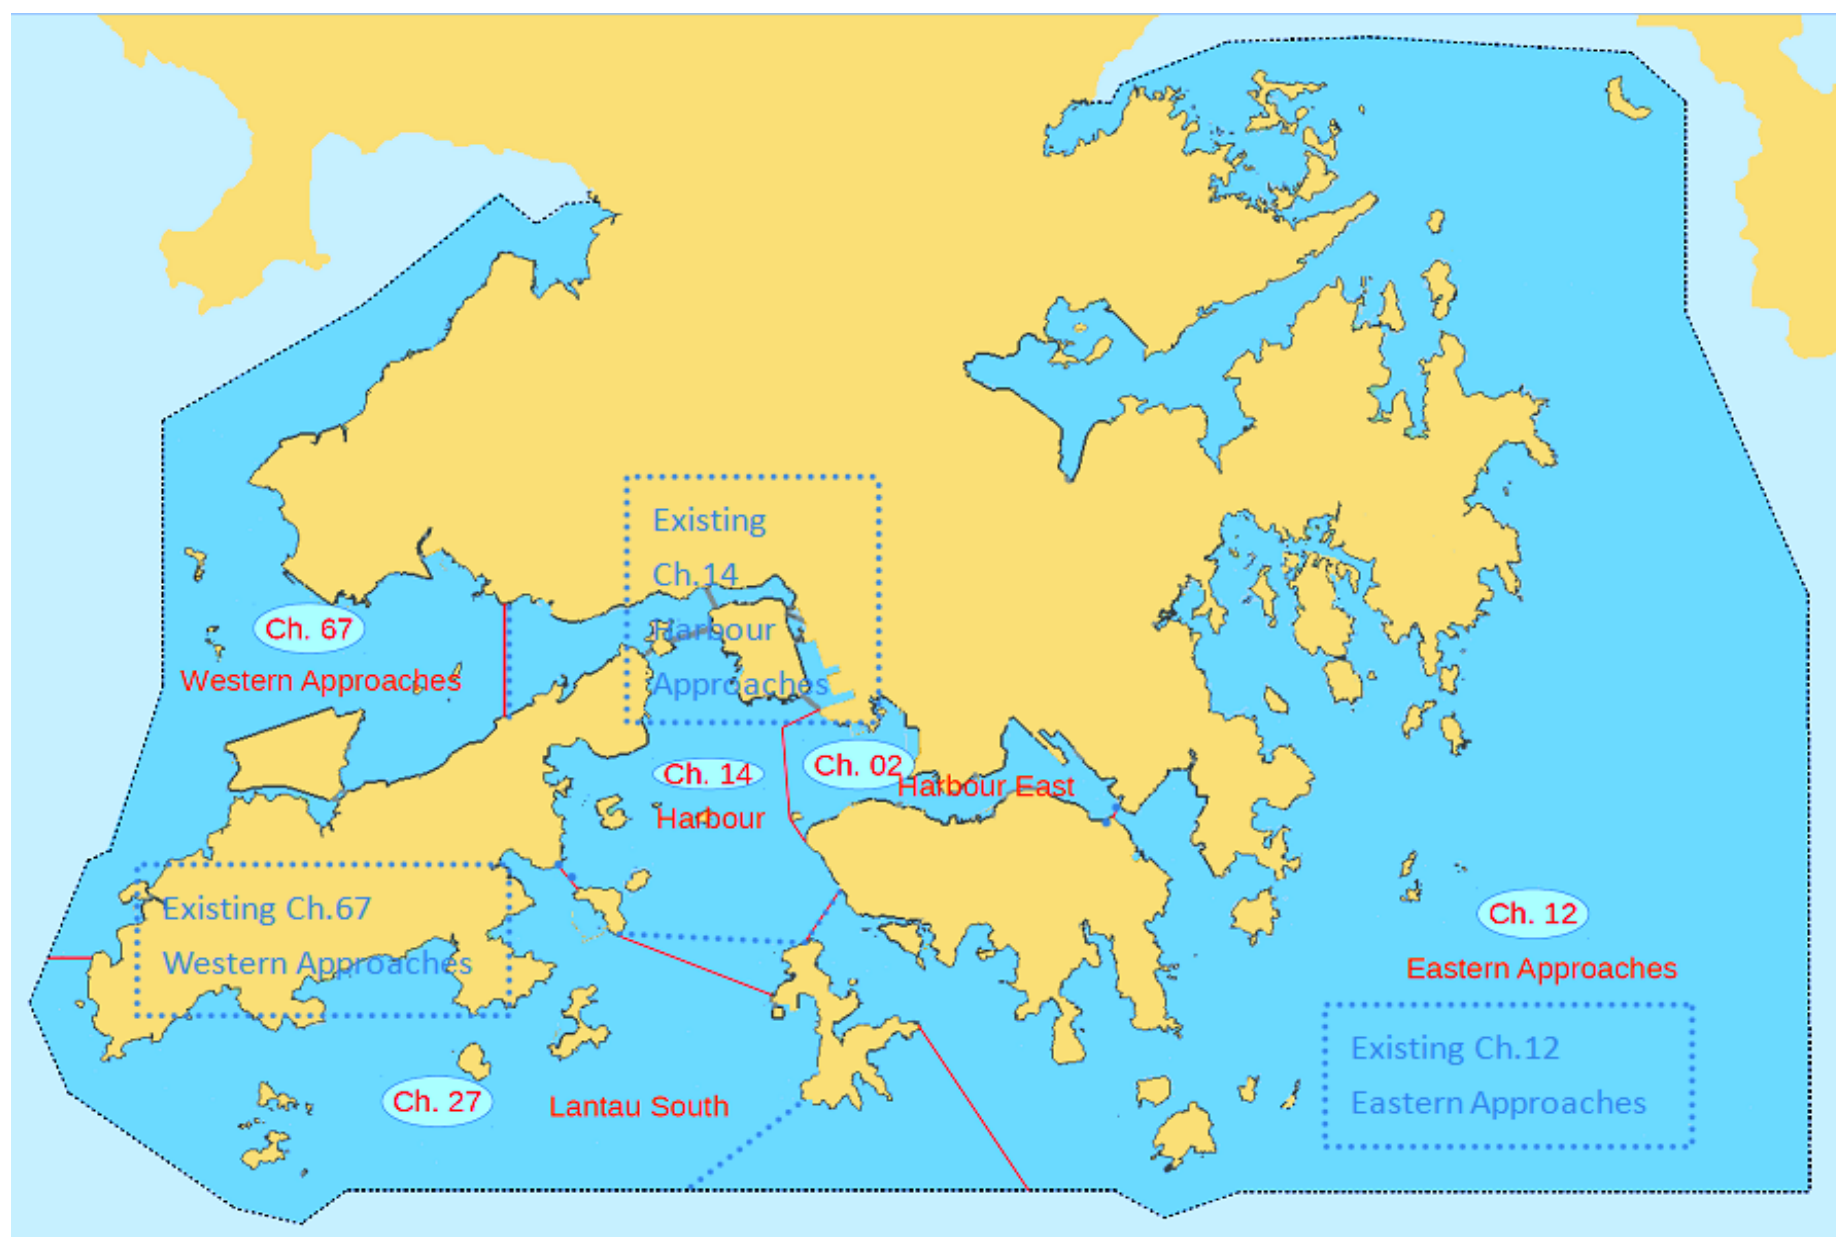 Existing
Ch.14
Harbour
Approaches
Ch. 67
Western Approaches
Ch. 14
Harbour
Ch. 02
Harbour East
Existing Ch.67
Western Approaches
Ch. 12
Eastern Approaches
Existing Ch.12
Eastern Approaches
Ch. 27
Lantau South